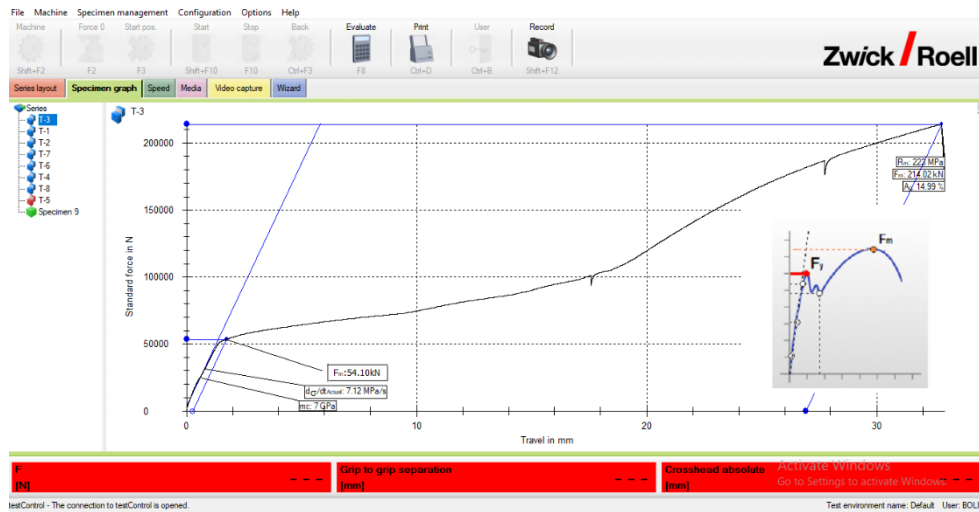 File Machine Specimen management Configuration Options Help
Machine Force 0 Start pos. Start Stop Back Evaluate Print User Record
Shift+F2 F2 F3 Shift+F10 F10 Ctrl+F3 F8 Ctrl+D Ctrl+B Shift+F12
Zwick / Roell
Series layout Specimen graph Speed Media Video capture Wizard
Series
T-3
T-1
T-2
T-7
T-6
T-4
T-8
T-5
Specimen 9
T-3
Standard force in N
200000
150000
100000
50000
0
Rm: 223 MPa
Fm: 214.02 kN
A: 14.99 %
Fm
Fy
Fm:54.10kN
dσ/dtActual: 7.12 MPa/s
mE: 7 GPa
0 10 20 30
Travel in mm
F
[N]
- - -
Grip to grip separation
[mm]
- - -
Crosshead absolute
[mm]
- - -
Activate Windows
Go to Settings to activate Windows.
testControl - The connection to testControl is opened.
Test environment name: Default User: